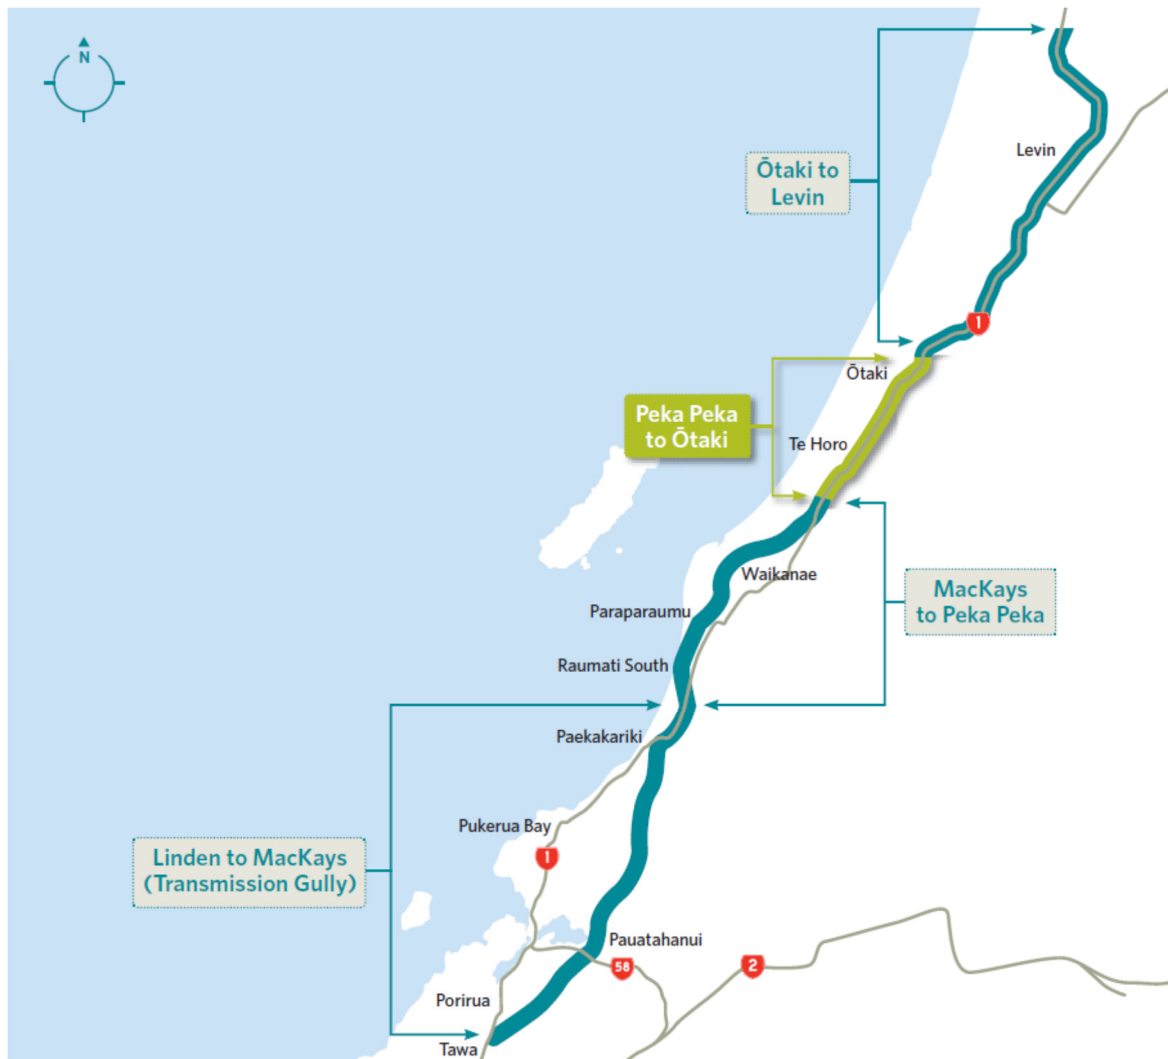 N
Levin
Ōtaki to
Levin
1
Ōtaki
Peka Peka
to Ōtaki
Te Horo
Waikanae
MacKays
to Peka Peka
Paraparaumu
Raumati South
Paekakariki
Pukerua Bay
1
Linden to MacKays
(Transmission Gully)
Pauatahanui
58
2
Porirua
Tawa